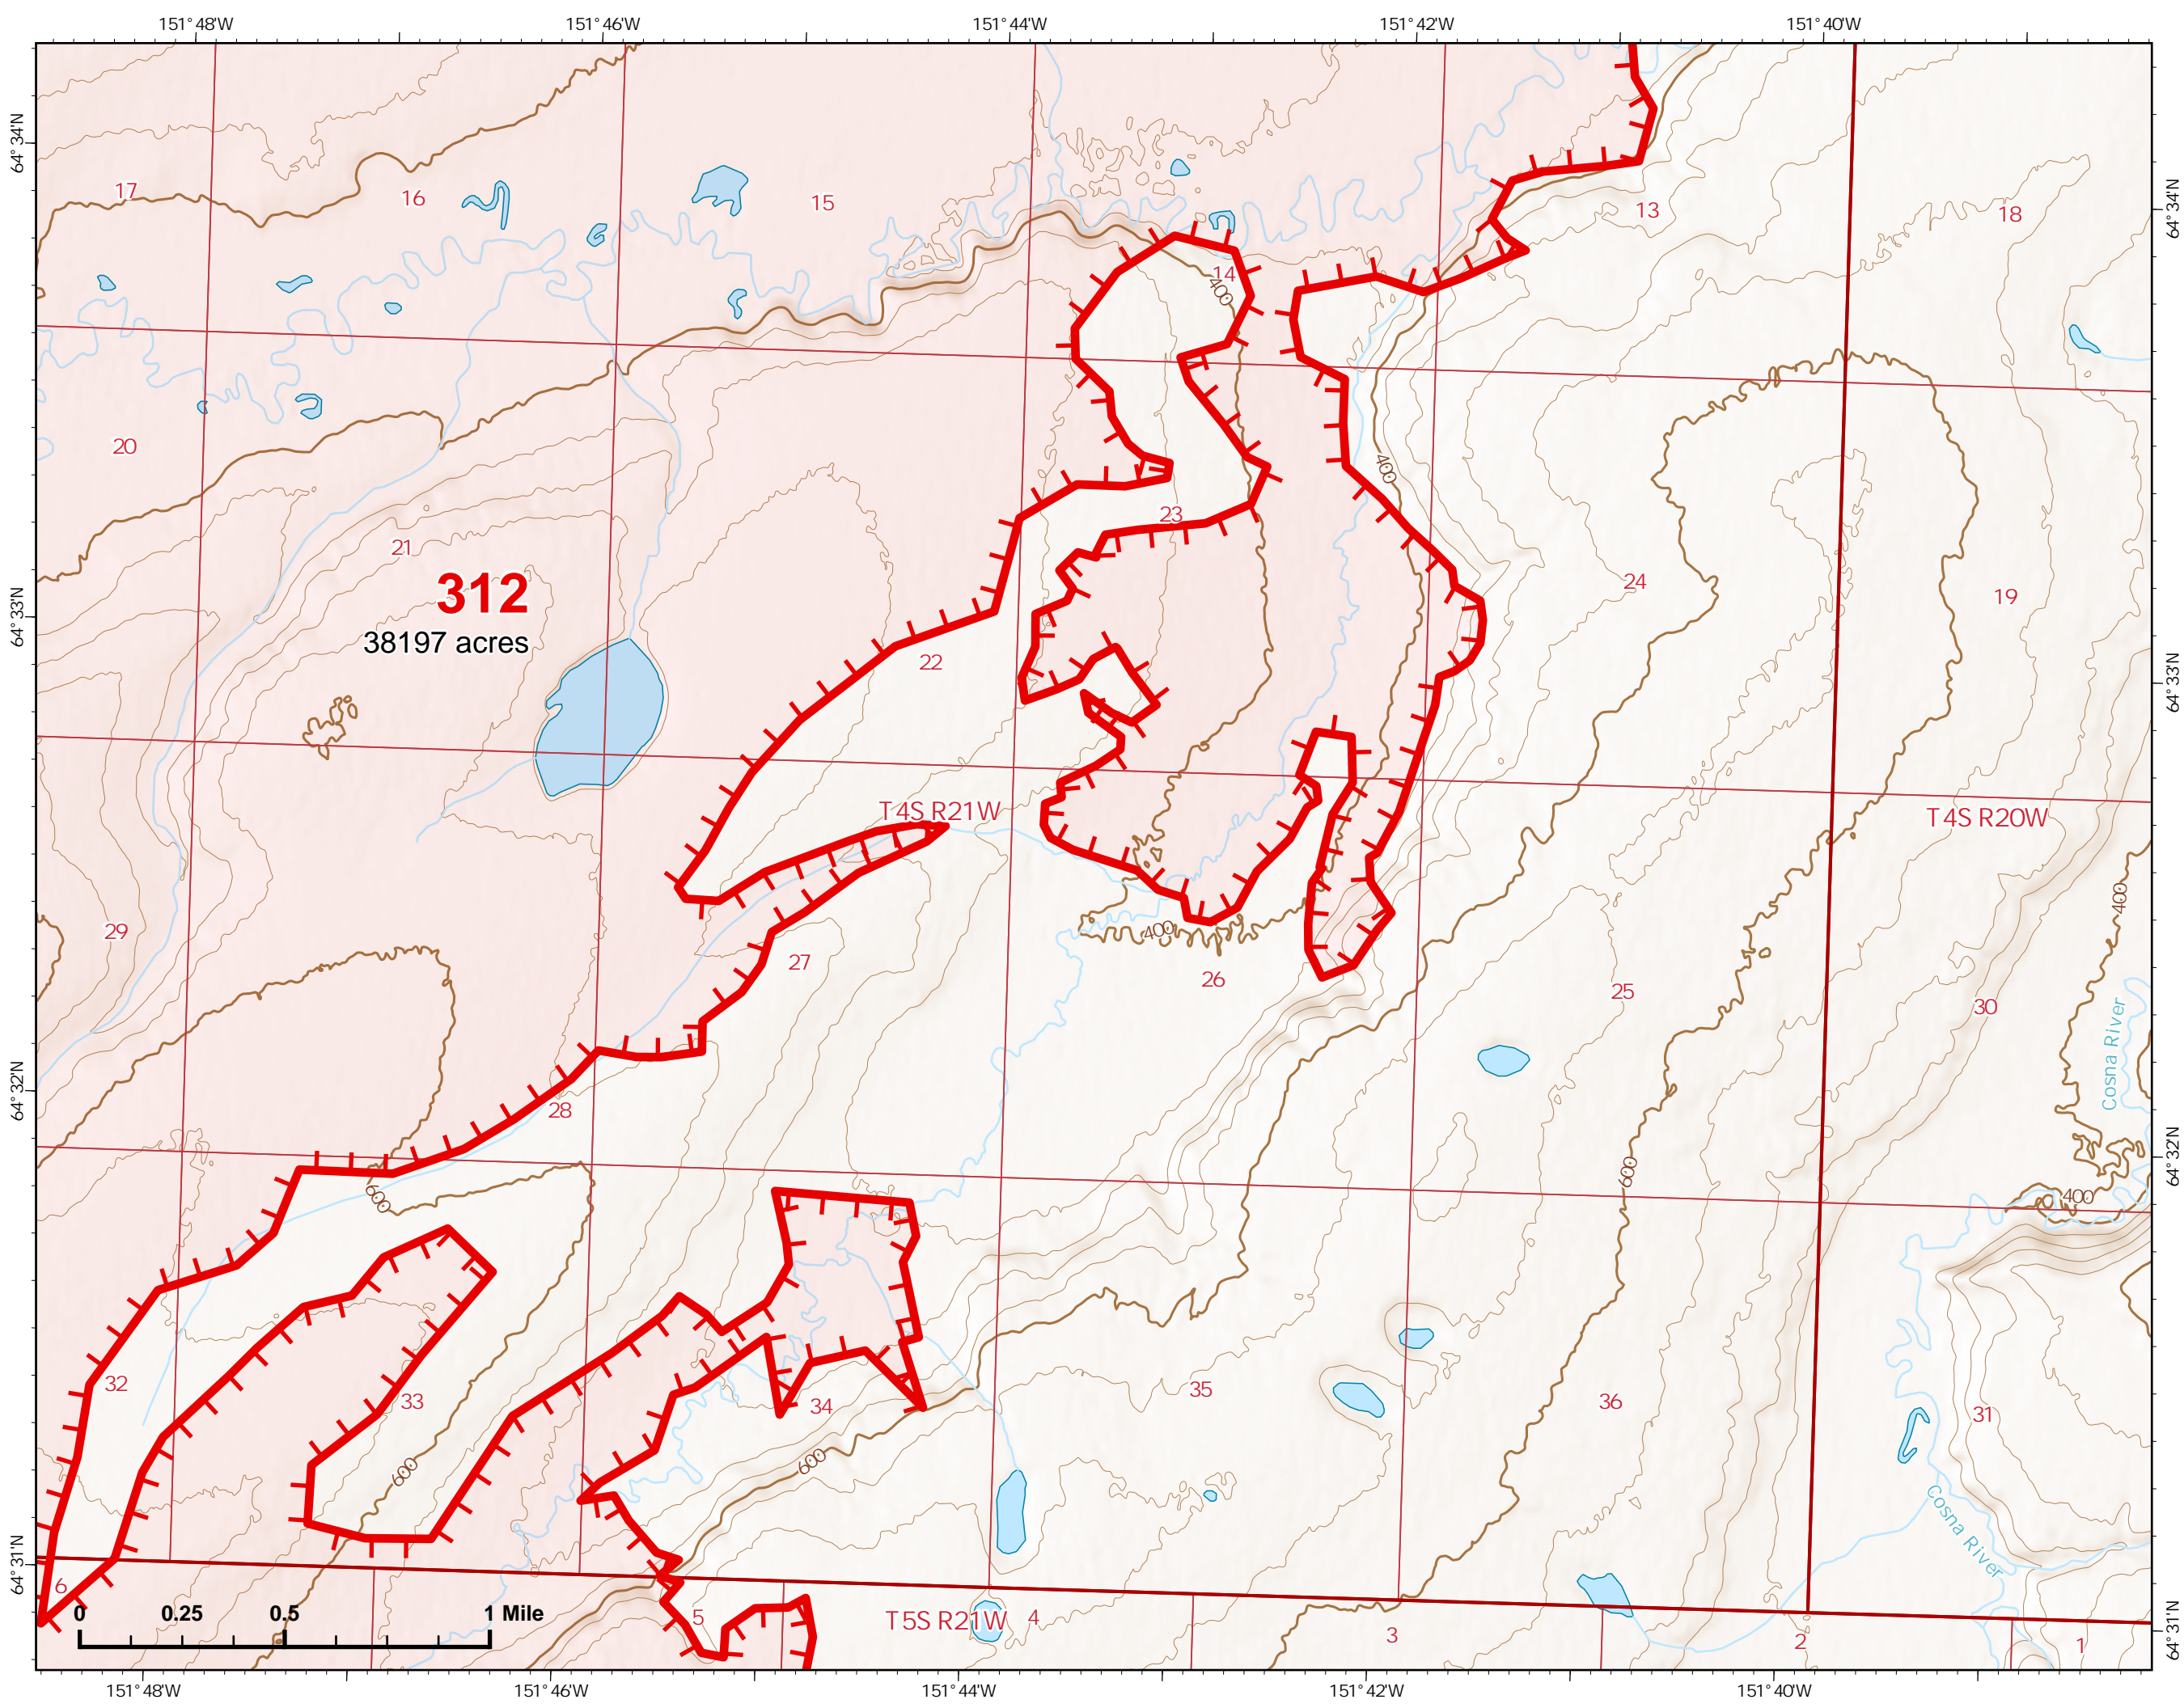 151°48'W 151°46'W 151°44'W 151°42'W 151°40'W
64°34'N
64°34'N
17 16 15 13 18
14
400
20
400
23
21
312
38197 acres
24 19
64°33'N
22
64°33'N
T4S R21W
T4S R20W
29
400
400
27
26
25 30
Cosna River
64°32'N
28
64°32'N
600
600
400
32 33 34 35 36 31
600
600
Cosna River
64°31'N
6
0 0.25 0.5 1 Mile
5 T5S R21W 4 3 2 1
64°31'N
151°48'W 151°46'W 151°44'W 151°42'W 151°40'W